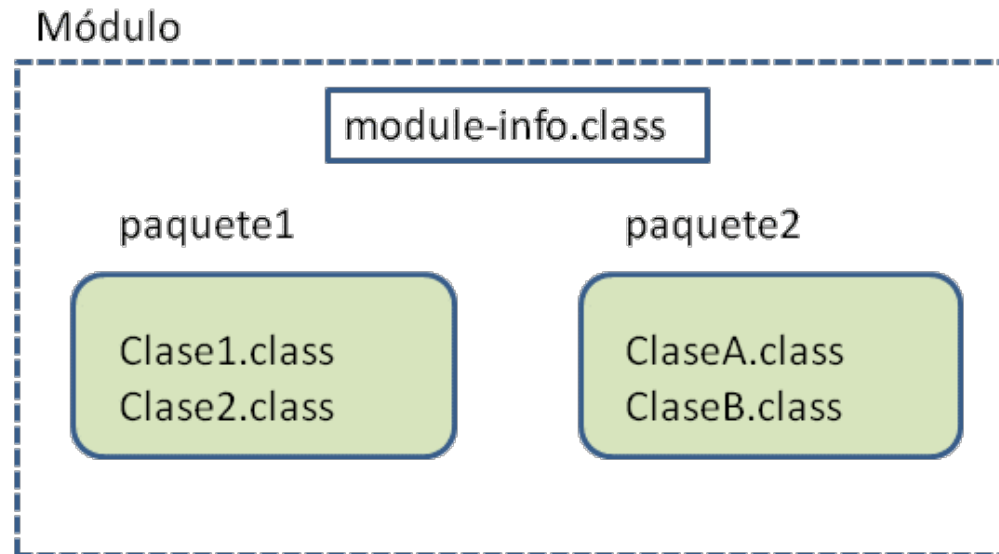 Módulo
module-info.class
paquete1
paquete2
Clase1.class
Clase2.class
ClaseA.class
ClaseB.class